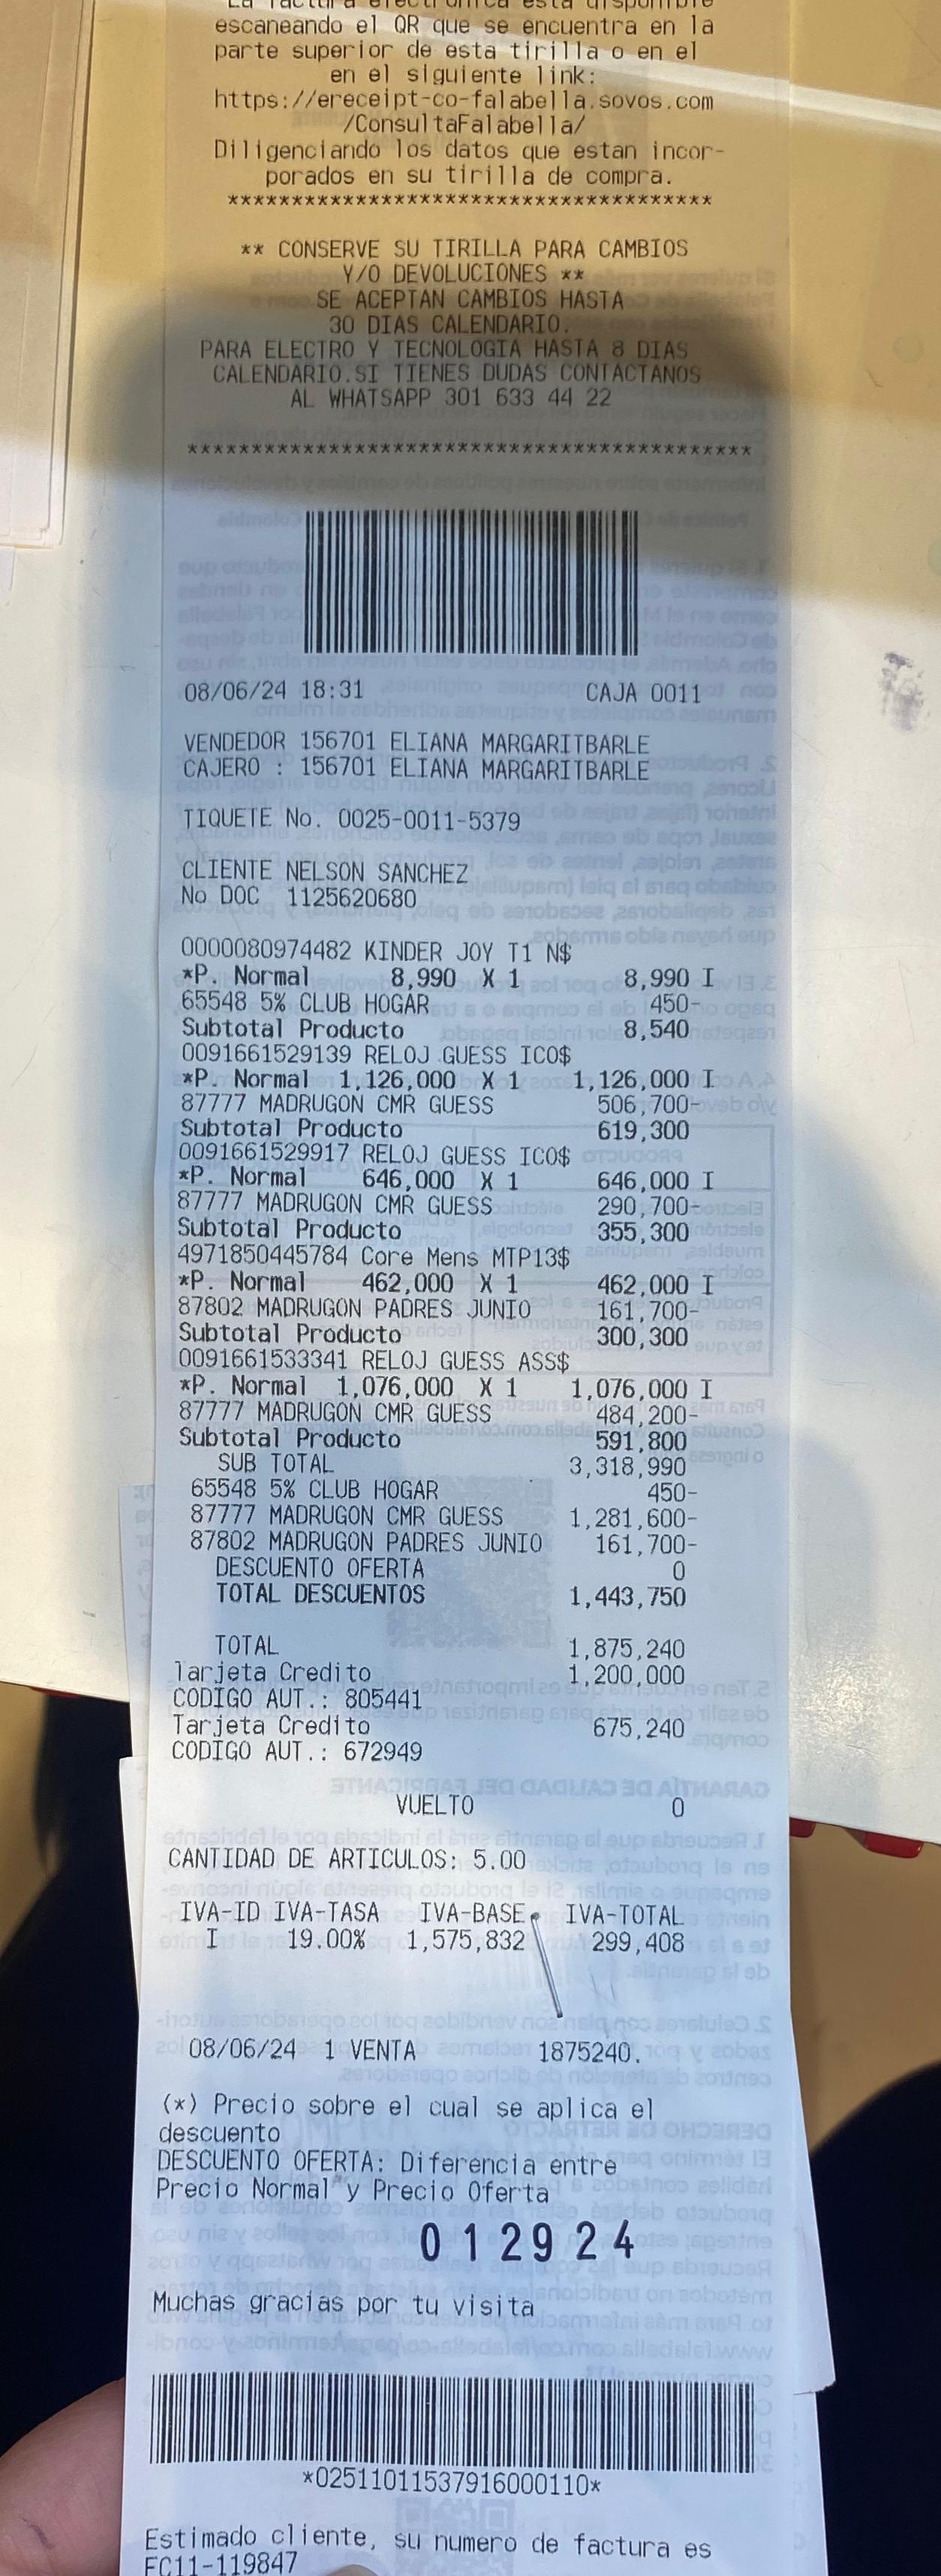 La factura electronica esta disponible
escaneando el QR que se encuentra en la
parte superior de esta tirilla o en el
en el siguiente link:
https://ereceipt-co-falabella.sovos.com
/ConsultaFalabella/
Diligenciando los datos que estan incor-
porados en su tirilla de compra.
***************************************
** CONSERVE SU TIRILLA PARA CAMBIOS
Y/O DEVOLUCIONES **
SE ACEPTAN CAMBIOS HASTA
30 DIAS CALENDARIO.
PARA ELECTRO Y TECNOLOGIA HASTA 8 DIAS
CALENDARIO.SI TIENES DUDAS CONTACTANOS
AL WHATSAPP 301 633 44 22
********************************************
08/06/24 18:31 CAJA 0011
VENDEDOR 156701 ELIANA MARGARITBARLE
CAJERO : 156701 ELIANA MARGARITBARLE
TIQUETE No. 0025-0011-5379
CLIENTE NELSON SANCHEZ
No DOC 1125620680
0000080974482 KINDER JOY T1 N$
*P. Normal 8,990 X 1 8,990 I
65548 5% CLUB HOGAR 450-
Subtotal Producto 8,540
0091661529139 RELOJ GUESS ICO$
*P. Normal 1,126,000 X 1 1,126,000 I
87777 MADRUGON CMR GUESS 506,700-
Subtotal Producto 619,300
0091661529917 RELOJ GUESS ICO$
*P. Normal 646,000 X 1 646,000 I
87777 MADRUGON CMR GUESS 290,700-
Subtotal Producto 355,300
4971850445784 Core Mens MTP13$
*P. Normal 462,000 X 1 462,000 I
87802 MADRUGON PADRES JUNIO 161,700-
Subtotal Producto 300,300
0091661533341 RELOJ GUESS ASS$
*P. Normal 1,076,000 X 1 1,076,000 I
87777 MADRUGON CMR GUESS 484,200-
Subtotal Producto 591,800
SUB TOTAL 3,318,990
65548 5% CLUB HOGAR 450-
87777 MADRUGON CMR GUESS 1,281,600-
87802 MADRUGON PADRES JUNIO 161,700-
DESCUENTO OFERTA 0
TOTAL DESCUENTOS 1,443,750
TOTAL 1,875,240
Tarjeta Credito 1,200,000
CODIGO AUT.: 805441
Tarjeta Credito 675,240
CODIGO AUT.: 672949
VUELTO 0
CANTIDAD DE ARTICULOS: 5.00
IVA-ID IVA-TASA IVA-BASE IVA-TOTAL
I 19.00% 1,575,832 299,408
08/06/24 1 VENTA 1875240.
(*) Precio sobre el cual se aplica el
descuento
DESCUENTO OFERTA: Diferencia entre
Precio Normal y Precio Oferta
012924
Muchas gracias por tu visita
*02511011537916000110*
Estimado cliente, su numero de factura es
FC11-119847